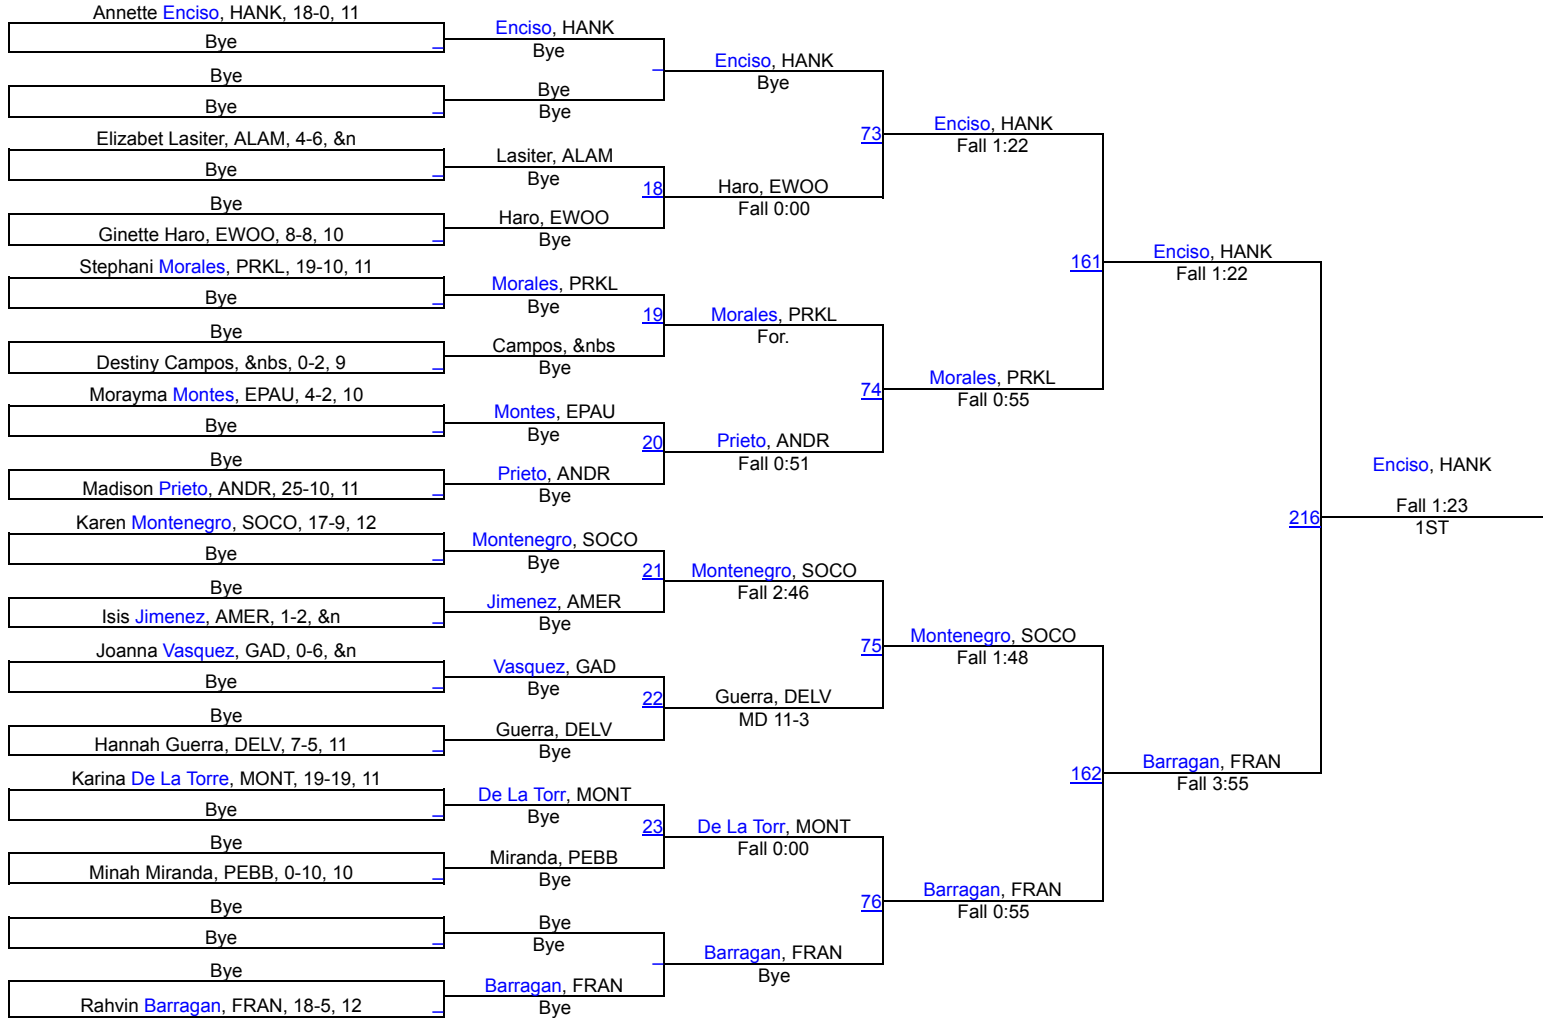 Annette Enciso, HANK, 18-0, 11
Bye
Bye
Bye
Elizabet Lasiter, ALAM, 4-6, &n
Bye
Bye
Ginette Haro, EWOO, 8-8, 10
Stephani Morales, PRKL, 19-10, 11
Bye
Bye
Destiny Campos, &nbs, 0-2, 9
Morayma Montes, EPAU, 4-2, 10
Bye
Bye
Madison Prieto, ANDR, 25-10, 11
Karen Montenegro, SOCO, 17-9, 12
Bye
Bye
Isis Jimenez, AMER, 1-2, &n
Joanna Vasquez, GAD, 0-6, &n
Bye
Bye
Hannah Guerra, DELV, 7-5, 11
Karina De La Torre, MONT, 19-19, 11
Bye
Bye
Minah Miranda, PEBB, 0-10, 10
Bye
Bye
Bye
Rahvin Barragan, FRAN, 18-5, 12
Enciso, HANK
Bye
Bye
Bye
Lasiter, ALAM
Bye
18
Haro, EWOO
Bye
Morales, PRKL
Bye
19
Campos, &nbs
Bye
Montes, EPAU
Bye
20
Prieto, ANDR
Bye
Montenegro, SOCO
Bye
21
Jimenez, AMER
Bye
Vasquez, GAD
Bye
22
Guerra, DELV
Bye
De La Torr, MONT
Bye
23
Miranda, PEBB
Bye
Bye
Bye
Barragan, FRAN
Bye
Enciso, HANK
Bye
73
Haro, EWOO
Fall 0:00
Morales, PRKL
For.
74
Prieto, ANDR
Fall 0:51
Montenegro, SOCO
Fall 2:46
75
Guerra, DELV
MD 11-3
De La Torr, MONT
Fall 0:00
76
Barragan, FRAN
Bye
Enciso, HANK
Fall 1:22
161
Morales, PRKL
Fall 0:55
Montenegro, SOCO
Fall 1:48
162
Barragan, FRAN
Fall 0:55
Enciso, HANK
Fall 1:22
216
Barragan, FRAN
Fall 3:55
Enciso, HANK
Fall 1:23
1ST